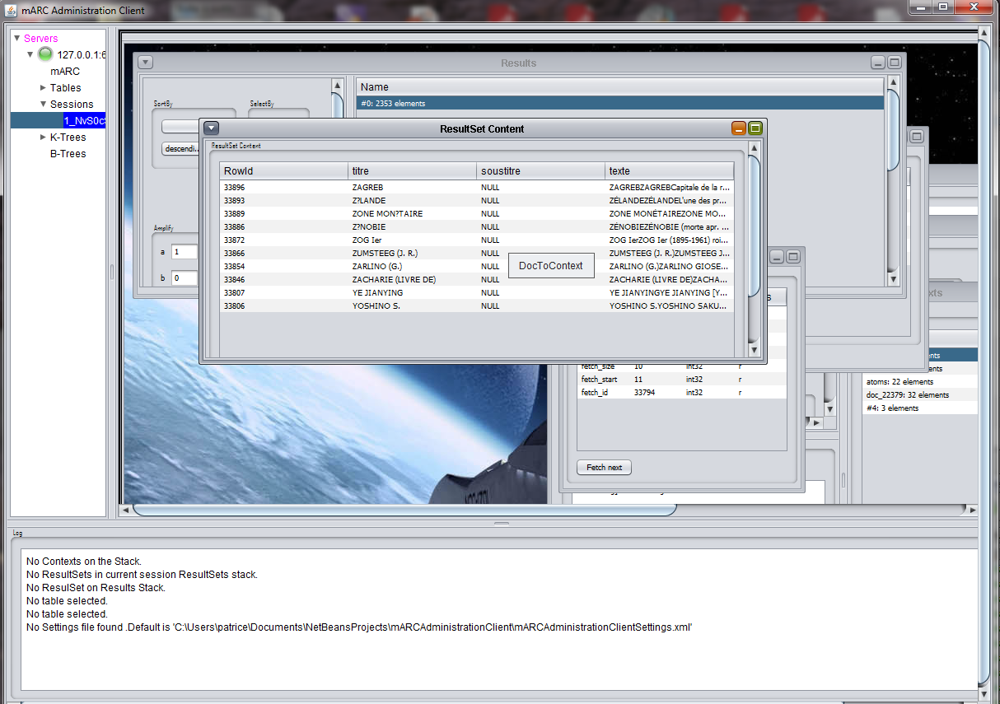 mARC Administration Client
Servers
127.0.0.1:6
mARC
Tables
Sessions
1_NvS0c
K-Trees
B-Trees
Results
SortBy
SelectBy
descendi..
Amplify
a 1
b 0
Name
#0: 2353 elements
ResultSet Content
ResultSet Content
RowId titre soustitre texte
33896 ZAGREB NULL ZAGREBZAGREBCapitale de la r...
33893 Z?LANDE NULL ZÉLANDEZÉLANDEL'une des pr...
33889 ZONE MON?TAIRE NULL ZONE MONÉTAIREZONE MO...
33886 Z?NOBIE NULL ZÉNOBIEZÉNOBIE (morte apr. ...
33872 ZOG Ier NULL ZOG IerZOG Ier (1895-1961) roi...
33866 ZUMSTEEG (J. R.) NULL ZUMSTEEG (J. R.)ZUMSTEEG J...
33854 ZARLINO (G.) NULL ZARLINO (G.)ZARLINO GIOSE...
33846 ZACHARIE (LIVRE DE) NULL ZACHARIE (LIVRE DE)ZACHA...
33807 YE JIANYING NULL YE JIANYINGYE JIANYING [Y...
33806 YOSHINO S. NULL YOSHINO S.YOSHINO SAKU...
DocToContext
fetch_size 10 int32 r
fetch_start 11 int32 r
fetch_id 33794 int32 r
Fetch next
xts
ents
ents
atoms: 22 elements
doc_22379: 32 elements
#4: 3 elements
Log
No Contexts on the Stack.
No ResultSets in current session ResultSets stack.
No ResulSet on Results Stack.
No table selected.
No table selected.
No Settings file found .Default is 'C:\Users\patrice\Documents\NetBeansProjects\mARCAdministrationClient\mARCAdministrationClientSettings.xml'